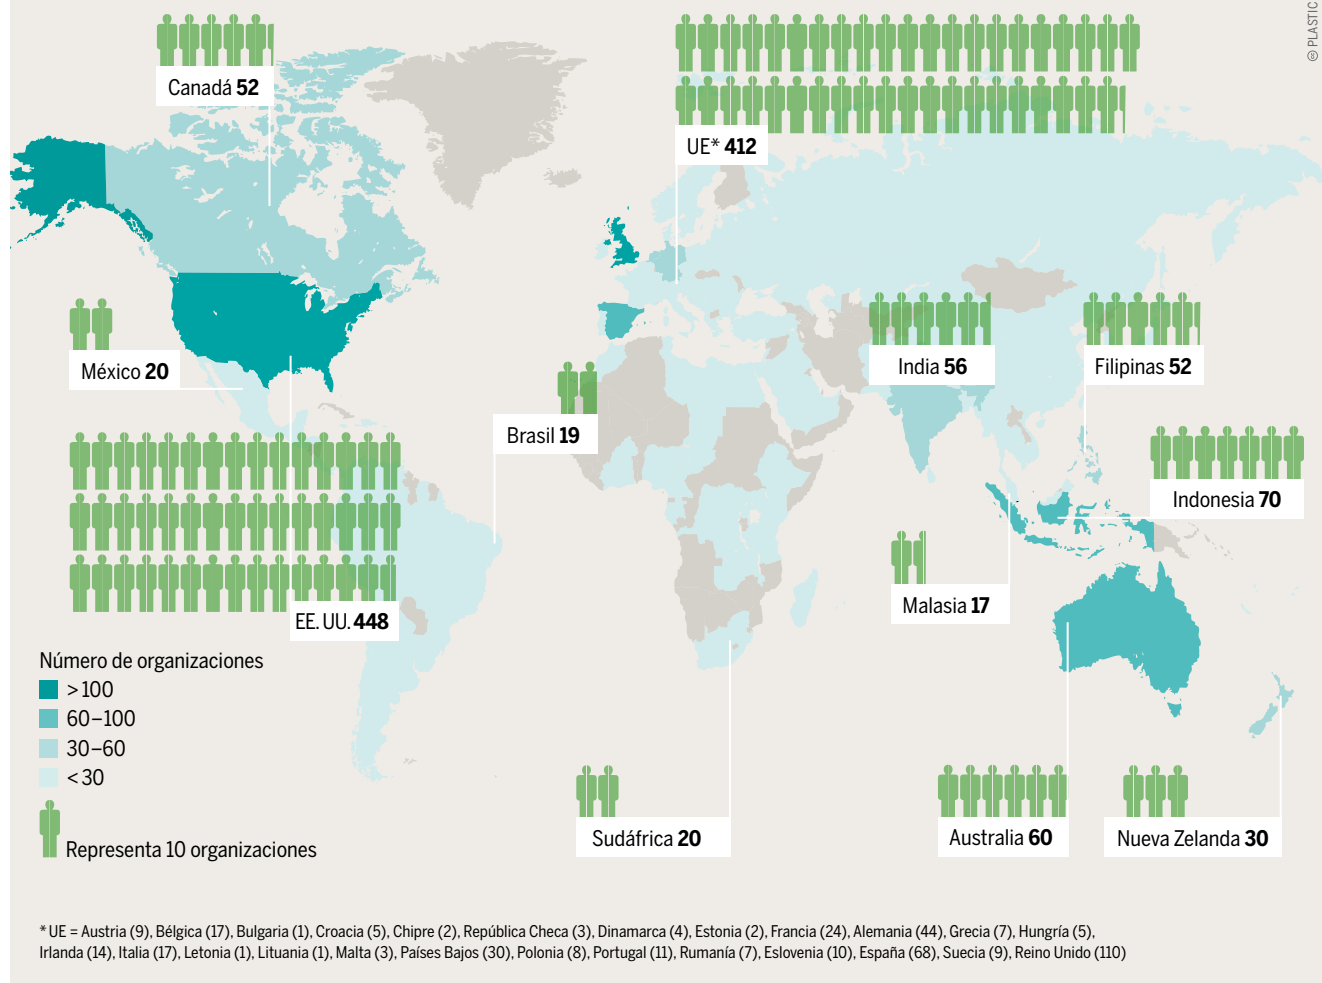 © PLASTIC
Canadá 52
UE* 412
México 20
India 56
Filipinas 52
Brasil 19
Indonesia 70
Malasia 17
EE. UU. 448
Número de organizaciones
> 100
60–100
30–60
< 30
Representa 10 organizaciones
Sudáfrica 20
Australia 60
Nueva Zelanda 30
* UE = Austria (9), Bélgica (17), Bulgaria (1), Croacia (5), Chipre (2), República Checa (3), Dinamarca (4), Estonia (2), Francia (24), Alemania (44), Grecia (7), Hungría (5),
Irlanda (14), Italia (17), Letonia (1), Lituania (1), Malta (3), Países Bajos (30), Polonia (8), Portugal (11), Rumanía (7), Eslovenia (10), España (68), Suecia (9), Reino Unido (110)